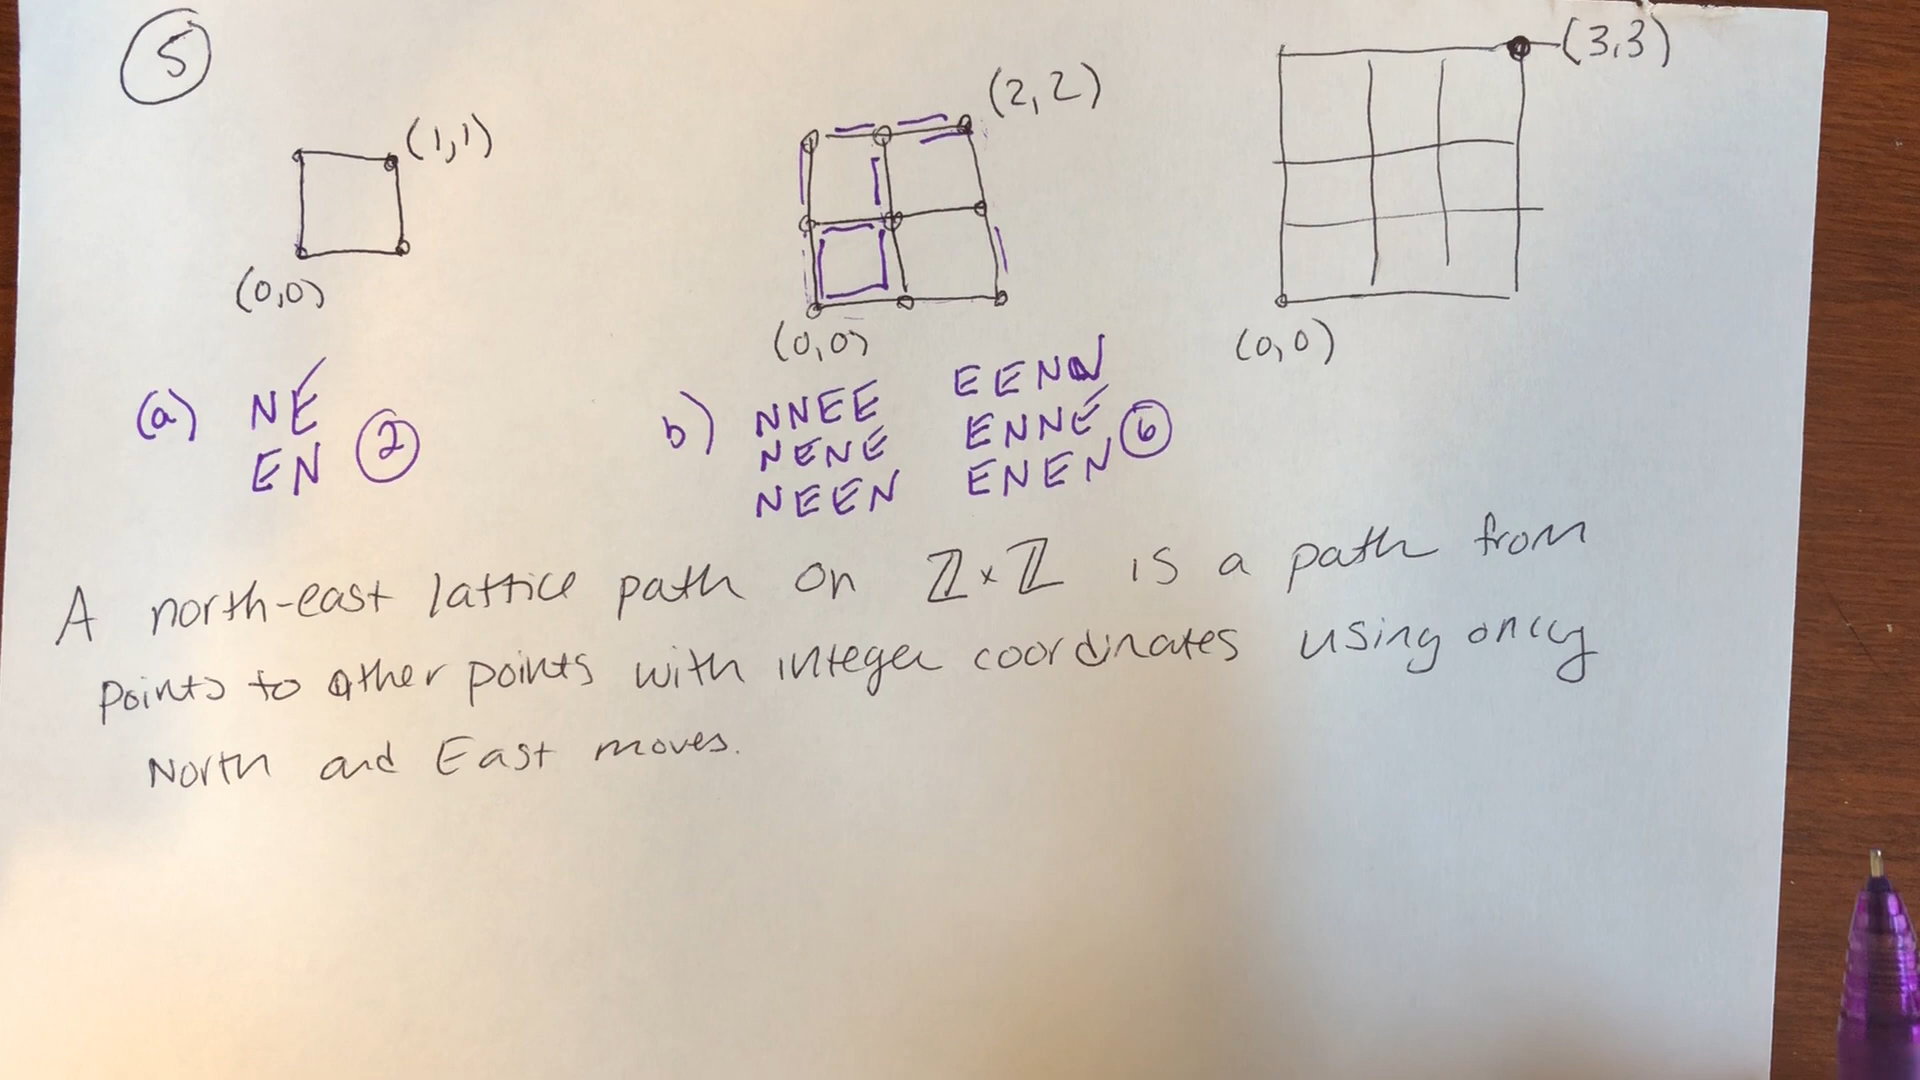 5
(1,1)
(0,0)
(2,2)
(0,0)
(3,3)
(0,0)
(a) NE
EN 2
b) NNEE EENN
NENE ENNE 6
NEEN ENEN
A north-east lattice path on ℤ×ℤ is a path from
points to other points with integer coordinates using only
North and East moves.